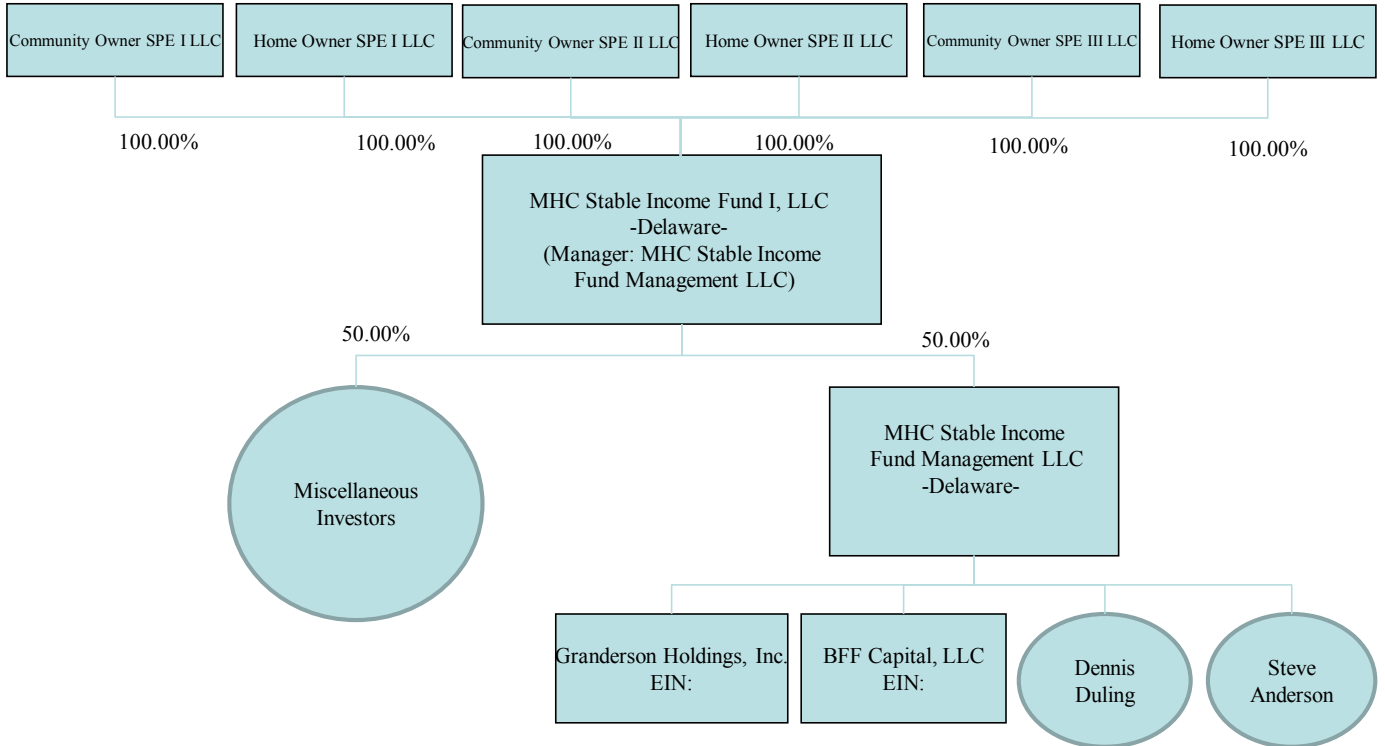 Community Owner SPE I LLC
Home Owner SPE I LLC
Community Owner SPE II LLC
Home Owner SPE II LLC
Community Owner SPE III LLC
Home Owner SPE III LLC
100.00%
100.00%
100.00%
100.00%
100.00%
100.00%
MHC Stable Income Fund I, LLC
-Delaware-
(Manager: MHC Stable Income
Fund Management LLC)
50.00%
50.00%
Miscellaneous
Investors
MHC Stable Income
Fund Management LLC
-Delaware-
Granderson Holdings, Inc.
EIN:
BFF Capital, LLC
EIN:
Dennis
Duling
Steve
Anderson